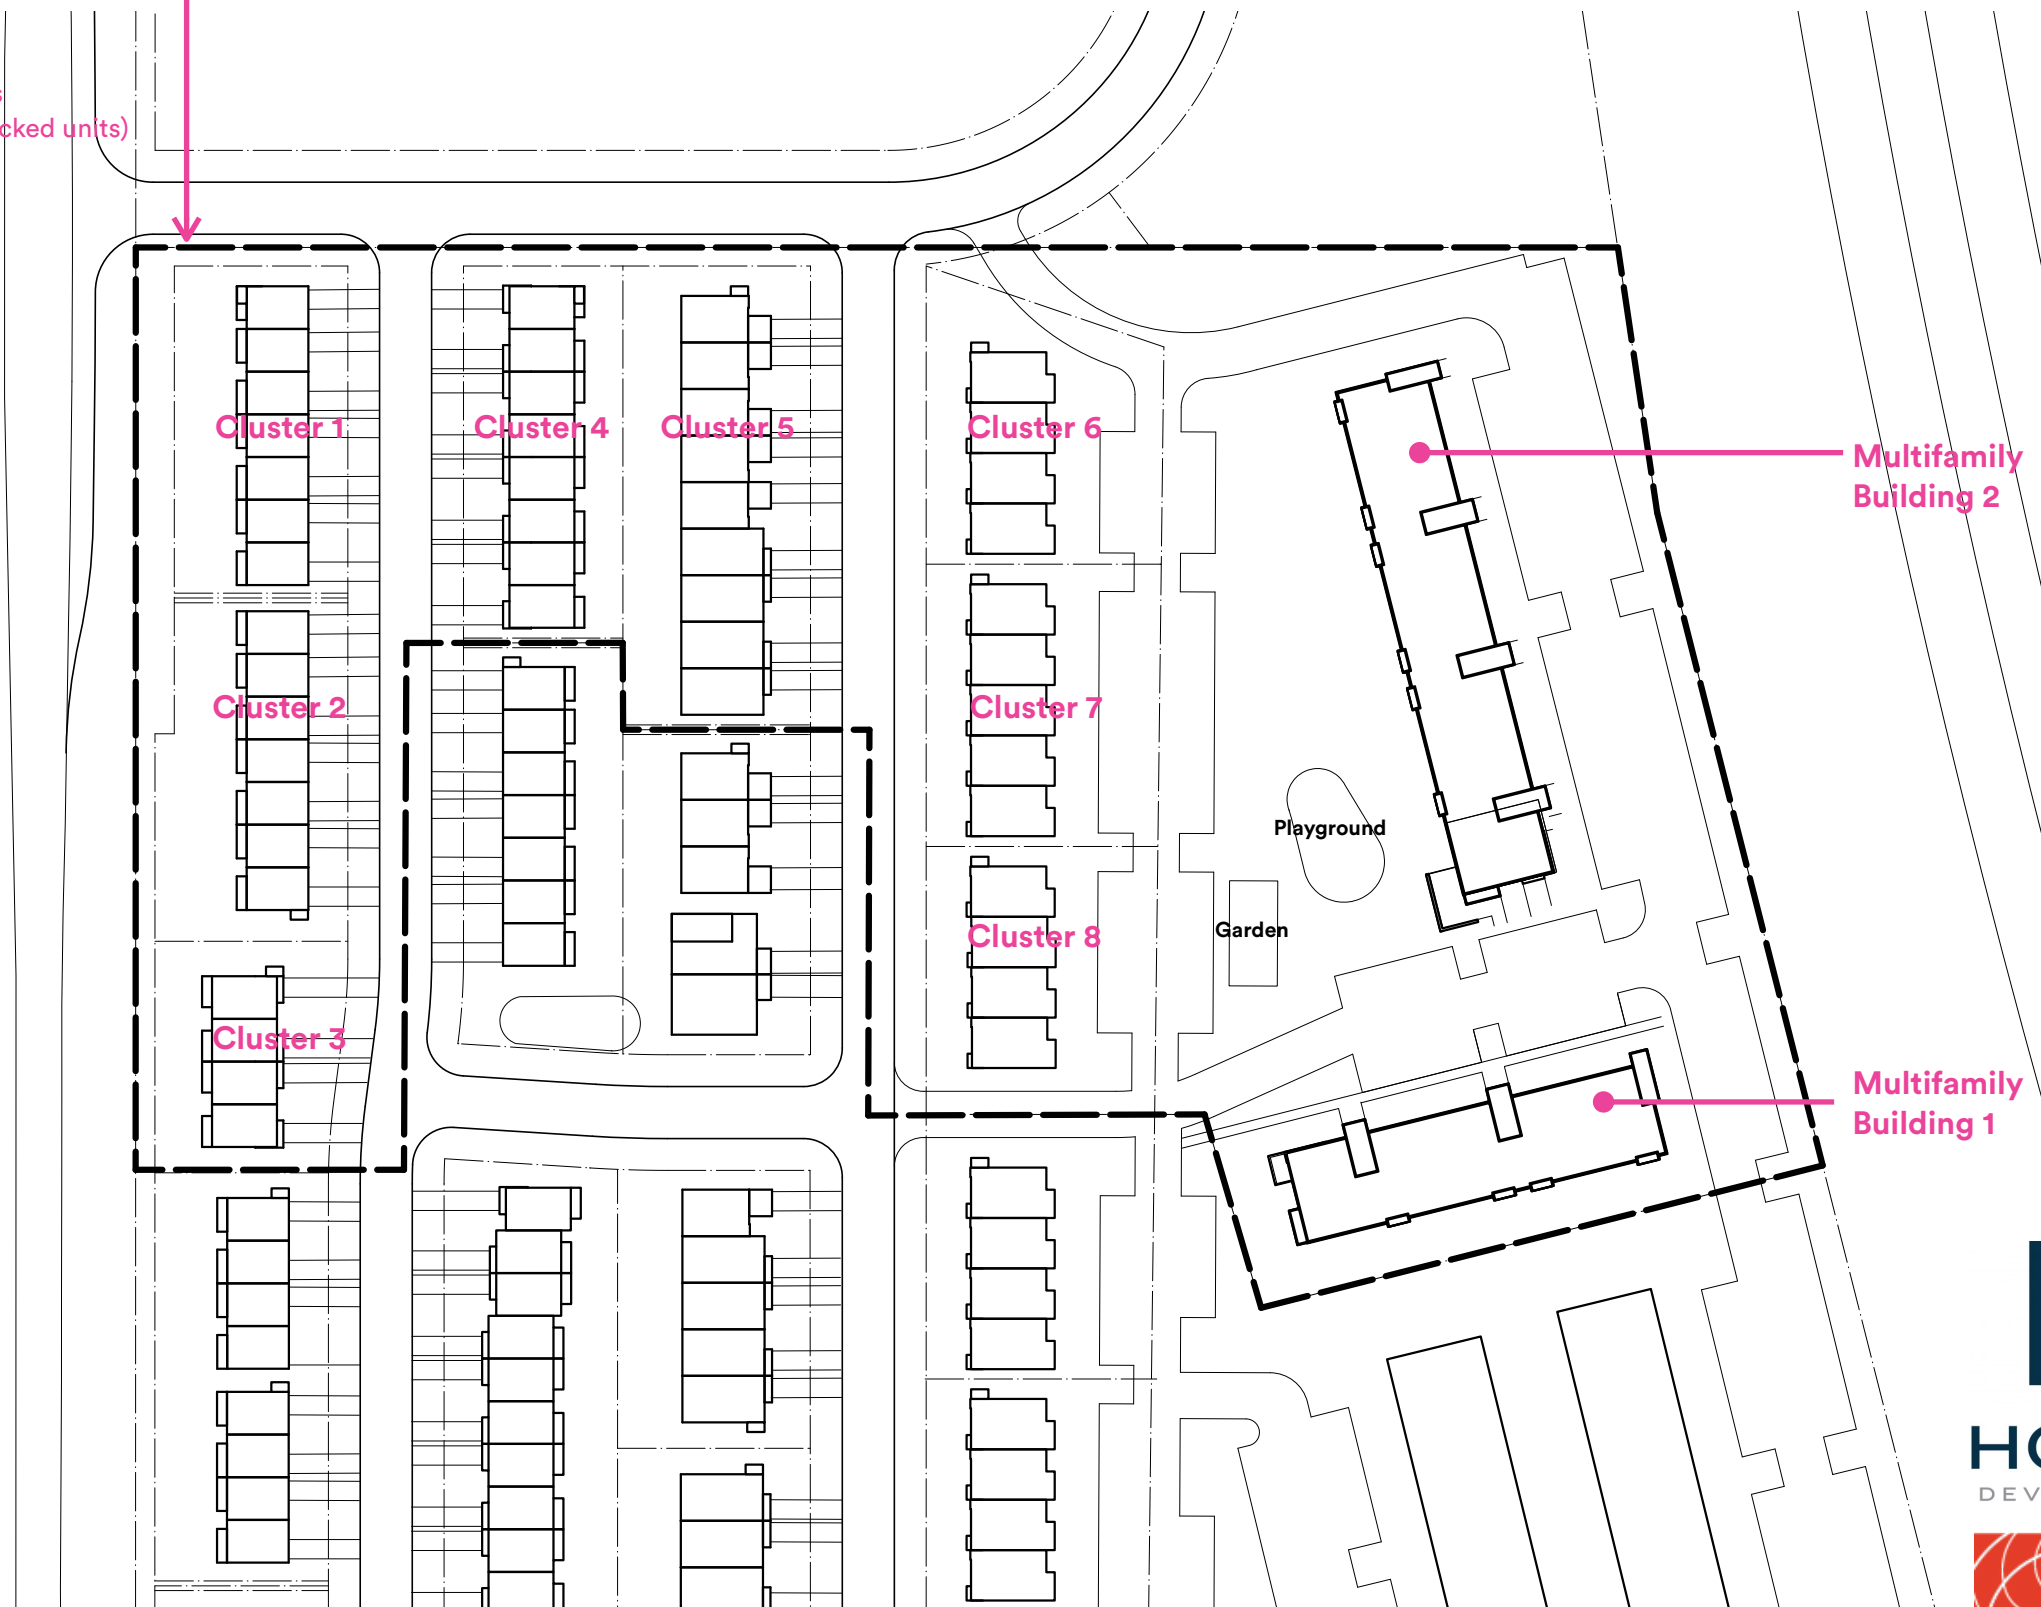 cked units)
Cluster 1
Cluster 4
Cluster 5
Cluster 6
Multifamily
Building 2
Cluster 2
Cluster 7
Playground
Garden
Cluster 8
Cluster 3
Multifamily
Building 1
HO
DEV